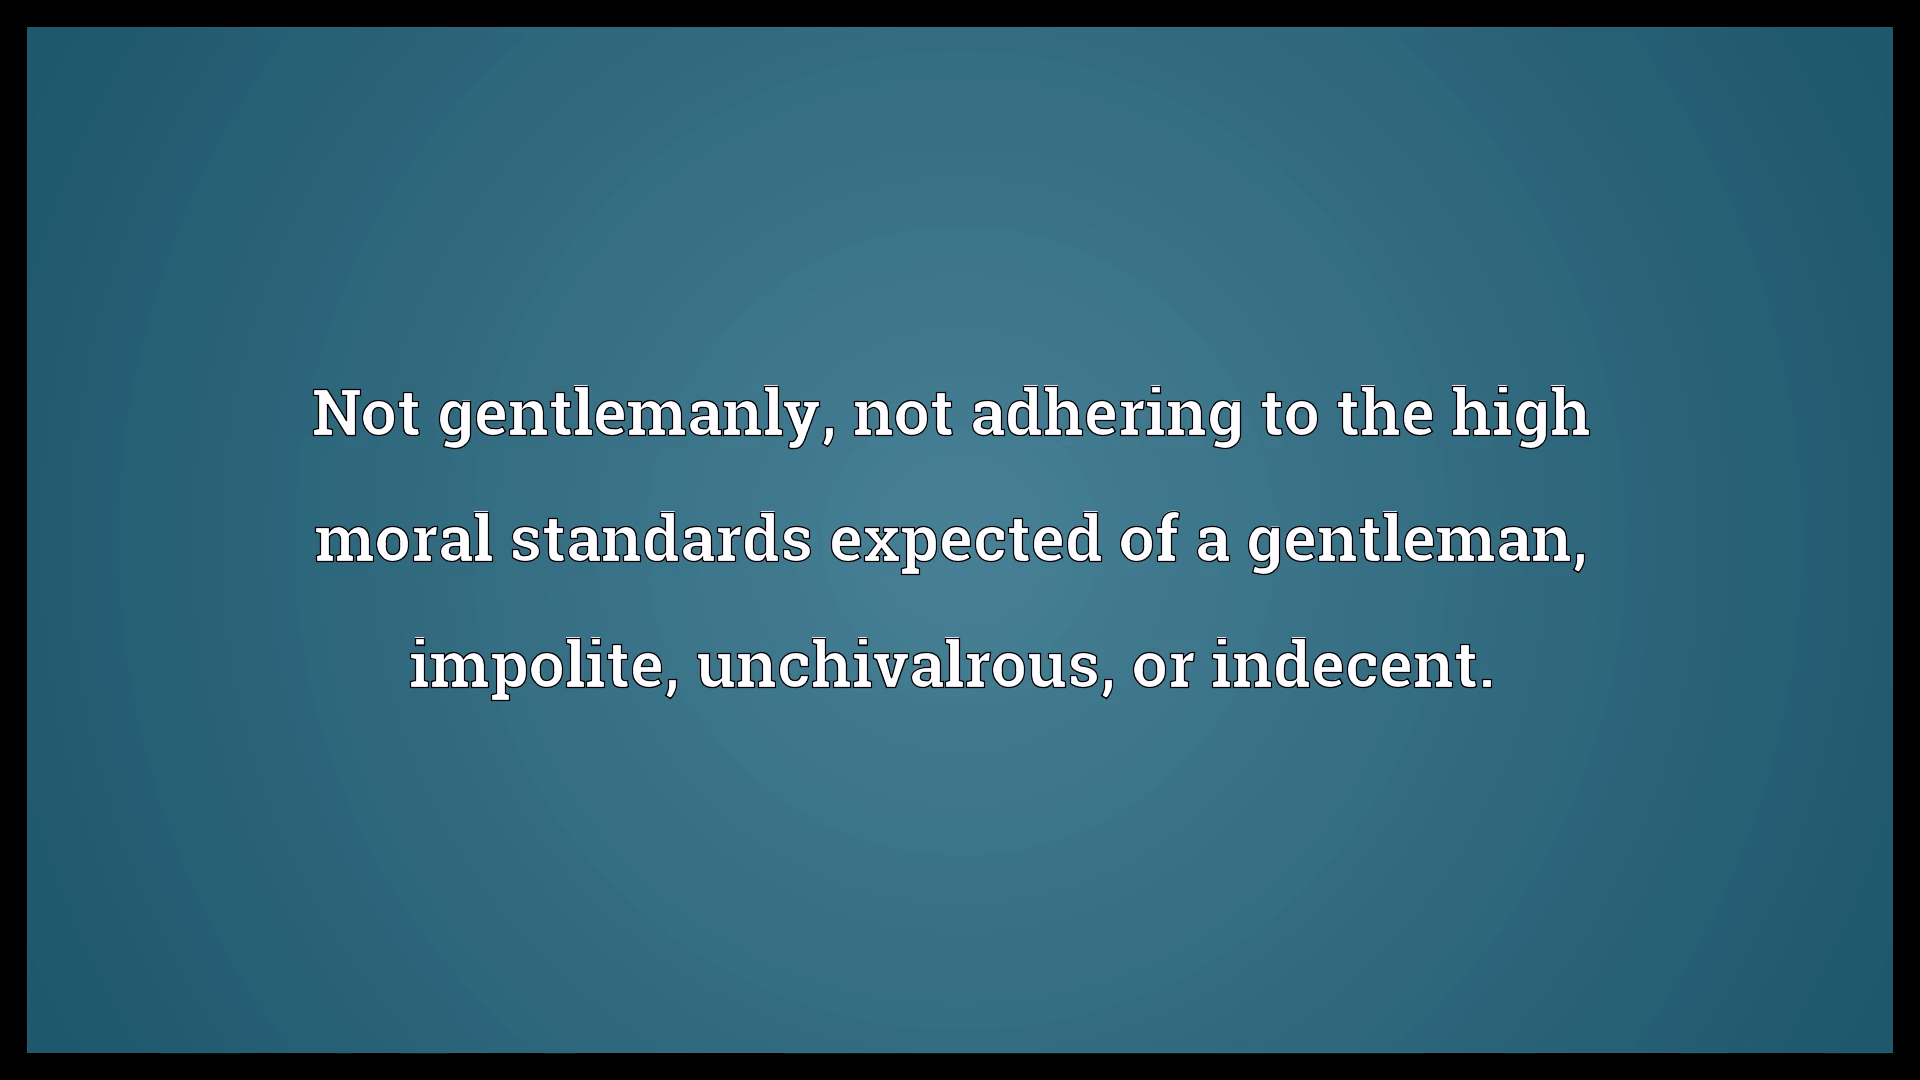 Not gentlemanly, not adhering to the high
moral standards expected of a gentleman,
impolite, unchivalrous, or indecent.